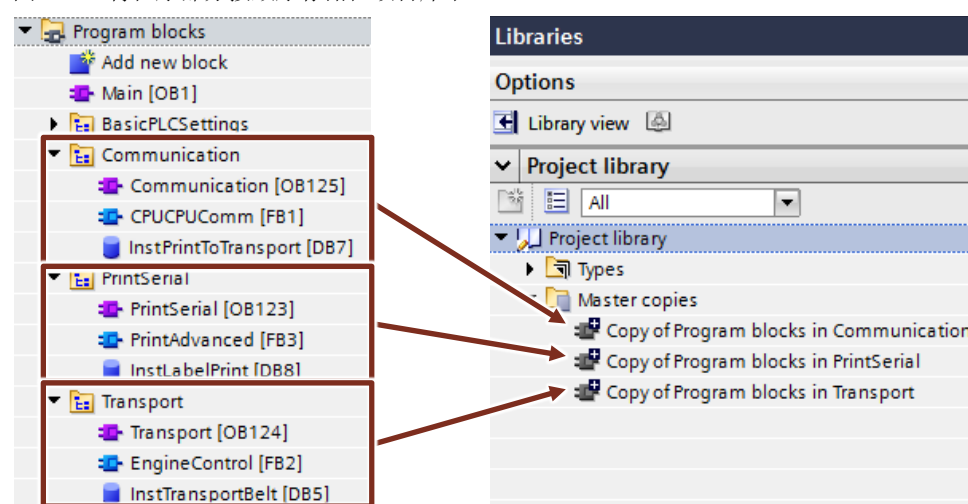 Program blocks
Add new block
Main [OB1]
BasicPLCSettings
Communication
Communication [OB125]
CPUCPUComm [FB1]
InstPrintToTransport [DB7]
PrintSerial
PrintSerial [OB123]
PrintAdvanced [FB3]
InstLabelPrint [DB8]
Transport
Transport [OB124]
EngineControl [FB2]
InstTransportBelt [DB5]
Libraries
Options
Library view
Project library
All
Project library
Types
Master copies
Copy of Program blocks in Communication
Copy of Program blocks in PrintSerial
Copy of Program blocks in Transport